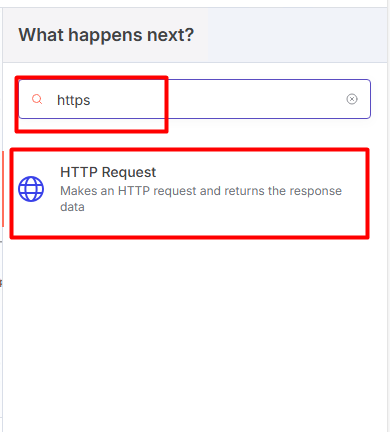 What happens next?
https
HTTP Request
Makes an HTTP request and returns the response
data